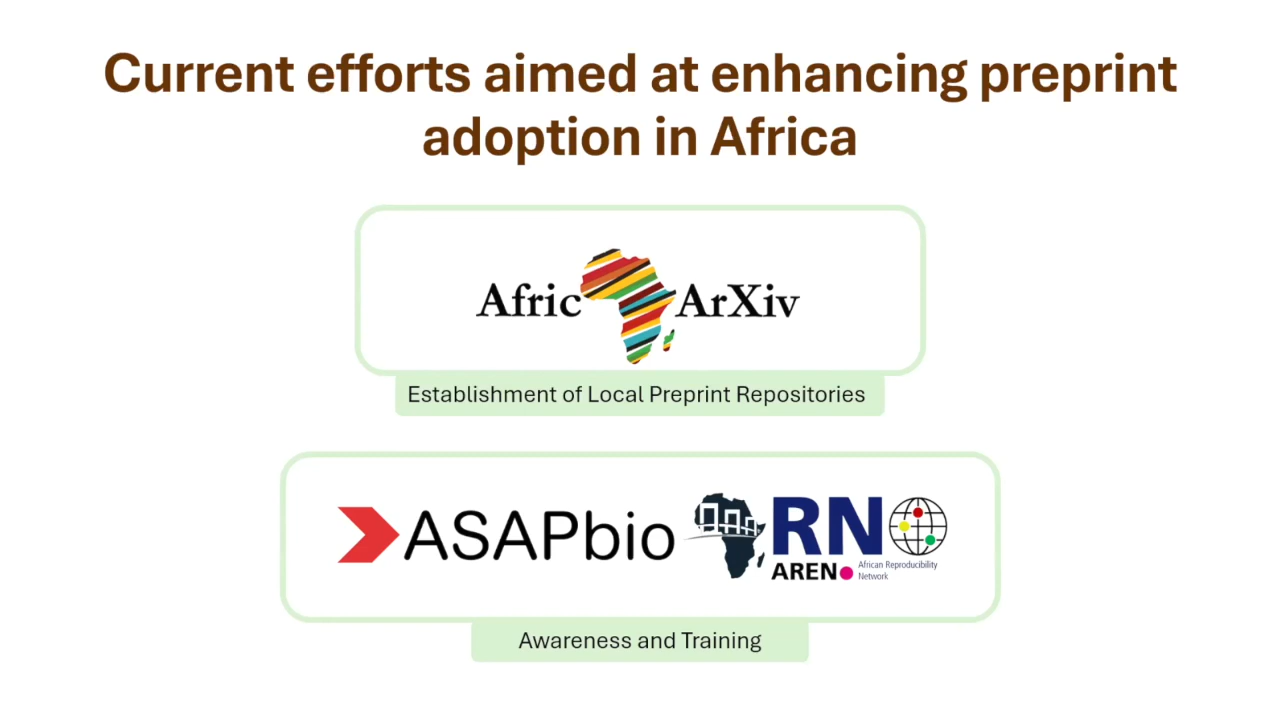 Current efforts aimed at enhancing preprint
adoption in Africa
Afric ArXiv
Establishment of Local Preprint Repositories
ASAPbio
RN
AREN
African Reproducibility
Network
Awareness and Training